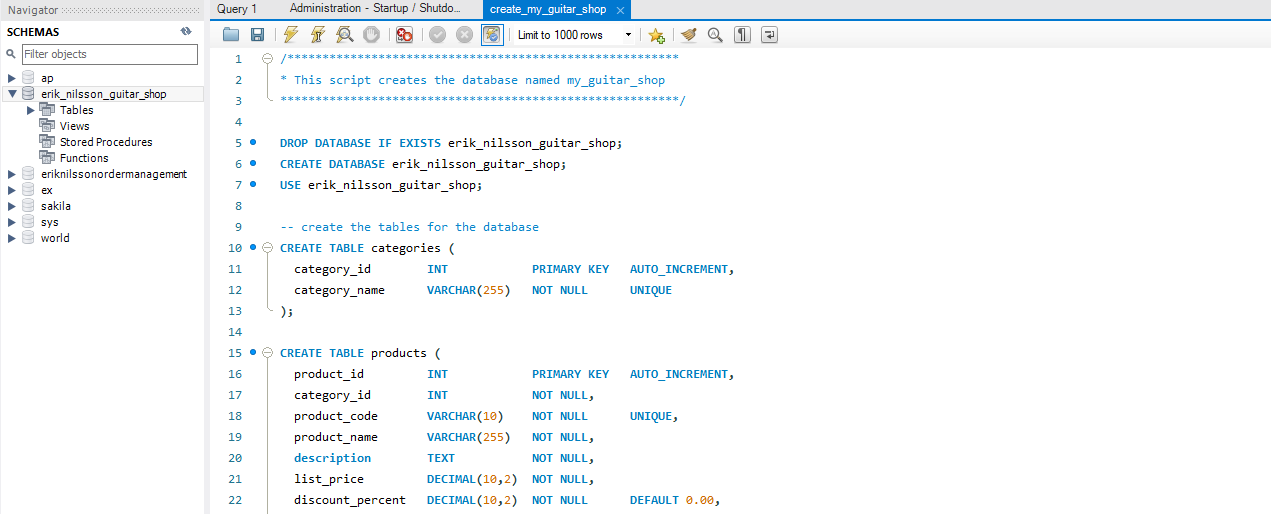 Navigator
SCHEMAS
Filter objects
ap
erik_nilsson_guitar_shop
Tables
Views
Stored Procedures
Functions
eriknilssonordermanagement
ex
sakila
sys
world
Query 1 Administration - Startup / Shutdo... create_my_guitar_shop ×
Limit to 1000 rows
1 /********************************************************
2 * This script creates the database named my_guitar_shop
3 *********************************************************/
4
5 DROP DATABASE IF EXISTS erik_nilsson_guitar_shop;
6 CREATE DATABASE erik_nilsson_guitar_shop;
7 USE erik_nilsson_guitar_shop;
8
9 -- create the tables for the database
10 CREATE TABLE categories (
11 category_id INT PRIMARY KEY AUTO_INCREMENT,
12 category_name VARCHAR(255) NOT NULL UNIQUE
13 );
14
15 CREATE TABLE products (
16 product_id INT PRIMARY KEY AUTO_INCREMENT,
17 category_id INT NOT NULL,
18 product_code VARCHAR(10) NOT NULL UNIQUE,
19 product_name VARCHAR(255) NOT NULL,
20 description TEXT NOT NULL,
21 list_price DECIMAL(10,2) NOT NULL,
22 discount_percent DECIMAL(10,2) NOT NULL DEFAULT 0.00,